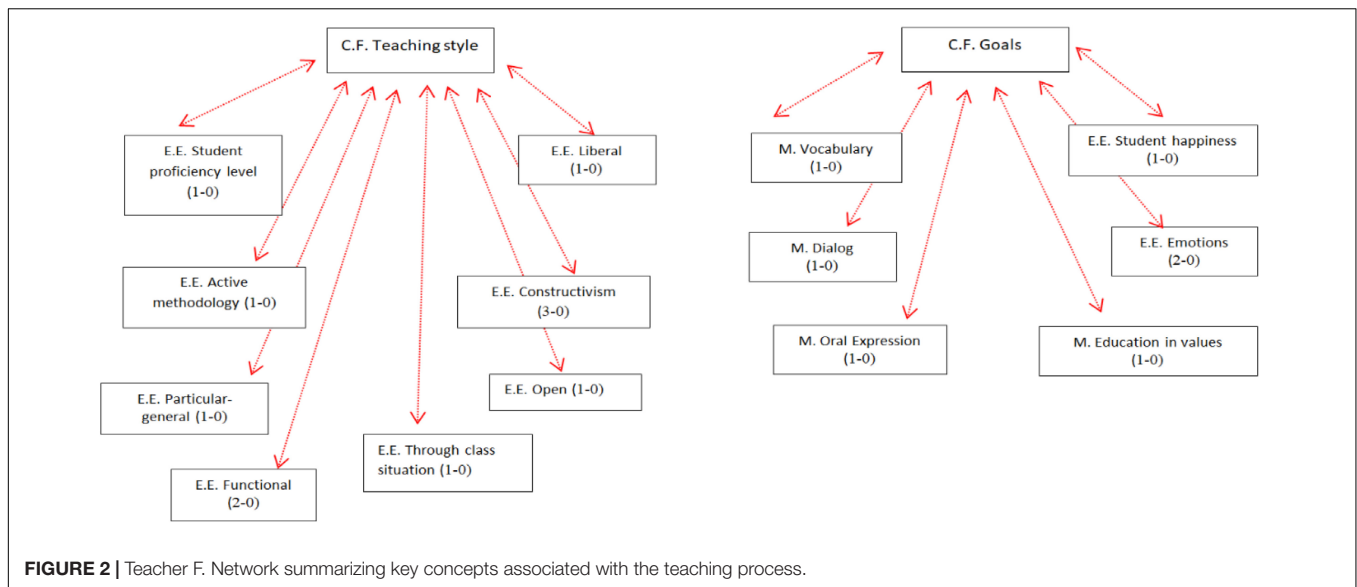 C.F. Teaching style
E.E. Student
proficiency level
(1-0)
E.E. Liberal
(1-0)
E.E. Active
methodology (1-0)
E.E. Constructivism
(3-0)
E.E. Particular-
general (1-0)
E.E. Open (1-0)
E.E. Through class
situation (1-0)
E.E. Functional
(2-0)
C.F. Goals
M. Vocabulary
(1-0)
E.E. Student happiness
(1-0)
M. Dialog
(1-0)
E.E. Emotions
(2-0)
M. Oral Expression
(1-0)
M. Education in values
(1-0)
FIGURE 2 | Teacher F. Network summarizing key concepts associated with the teaching process.